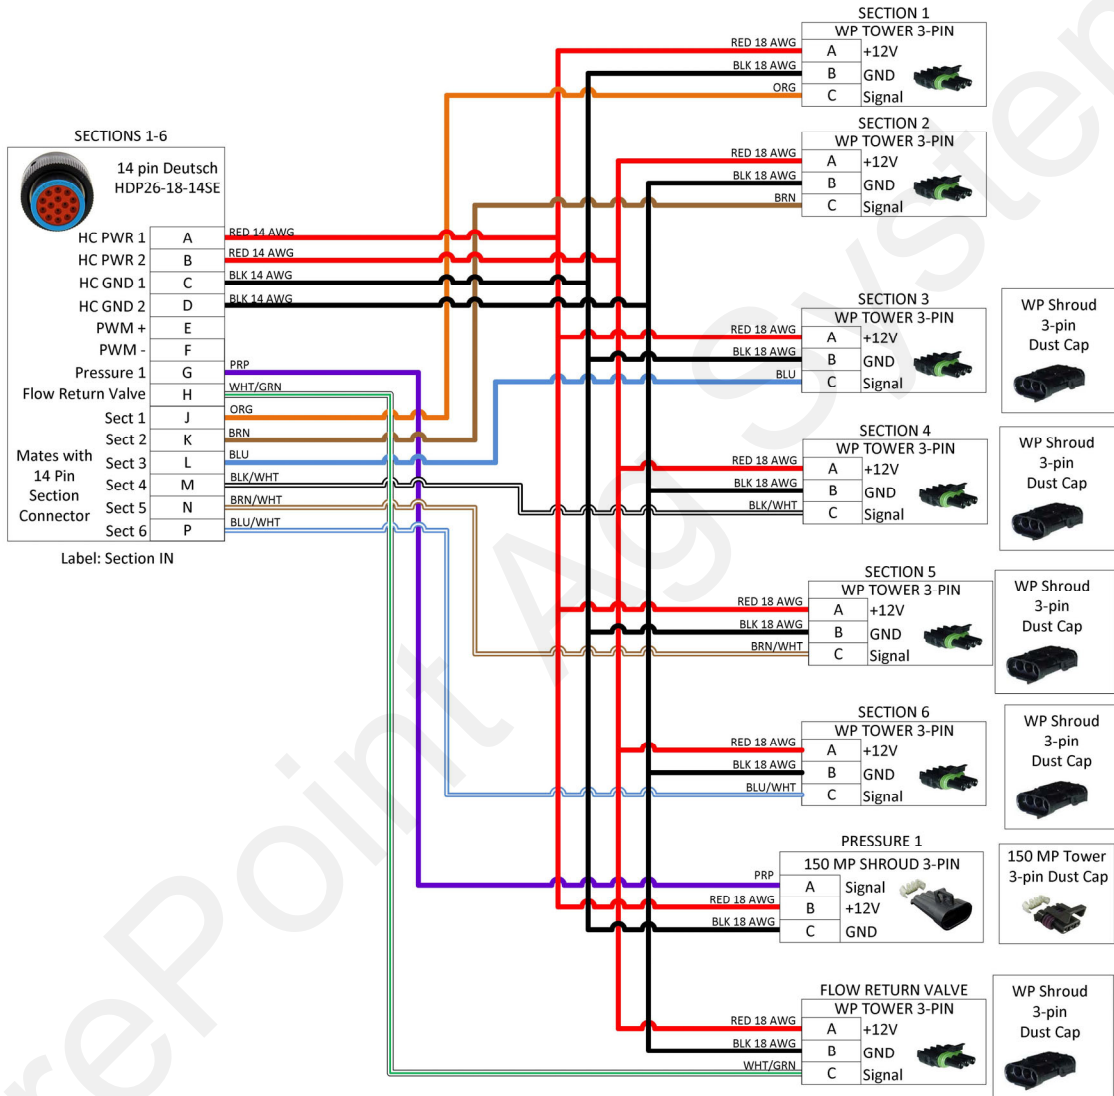 SECTIONS 1-6
14 pin Deutsch
HDP26-18-14SE
HC PWR 1 A RED 14 AWG
HC PWR 2 B RED 14 AWG
HC GND 1 C BLK 14 AWG
HC GND 2 D BLK 14 AWG
PWM + E
PWM - F
Pressure 1 G PRP
Flow Return Valve H WHT/GRN
Sect 1 J ORG
Sect 2 K BRN
Sect 3 L BLU
Sect 4 M BLK/WHT
Sect 5 N BRN/WHT
Sect 6 P BLU/WHT
Mates with
14 Pin
Section
Connector
Label: Section IN
SECTION 1
WP TOWER 3-PIN
RED 18 AWG A +12V
BLK 18 AWG B GND
ORG C Signal
SECTION 2
WP TOWER 3-PIN
RED 18 AWG A +12V
BLK 18 AWG B GND
BRN C Signal
SECTION 3
WP TOWER 3-PIN
RED 18 AWG A +12V
BLK 18 AWG B GND
BLU C Signal
WP Shroud
3-pin
Dust Cap
SECTION 4
WP TOWER 3-PIN
RED 18 AWG A +12V
BLK 18 AWG B GND
BLK/WHT C Signal
WP Shroud
3-pin
Dust Cap
SECTION 5
WP TOWER 3-PIN
RED 18 AWG A +12V
BLK 18 AWG B GND
BRN/WHT C Signal
WP Shroud
3-pin
Dust Cap
SECTION 6
WP TOWER 3-PIN
RED 18 AWG A +12V
BLK 18 AWG B GND
BLU/WHT C Signal
WP Shroud
3-pin
Dust Cap
PRESSURE 1
150 MP SHROUD 3-PIN
PRP A Signal
RED 18 AWG B +12V
BLK 18 AWG C GND
150 MP Tower
3-pin Dust Cap
FLOW RETURN VALVE
WP TOWER 3-PIN
RED 18 AWG A +12V
BLK 18 AWG B GND
WHT/GRN C Signal
WP Shroud
3-pin
Dust Cap
rePoint Ag System